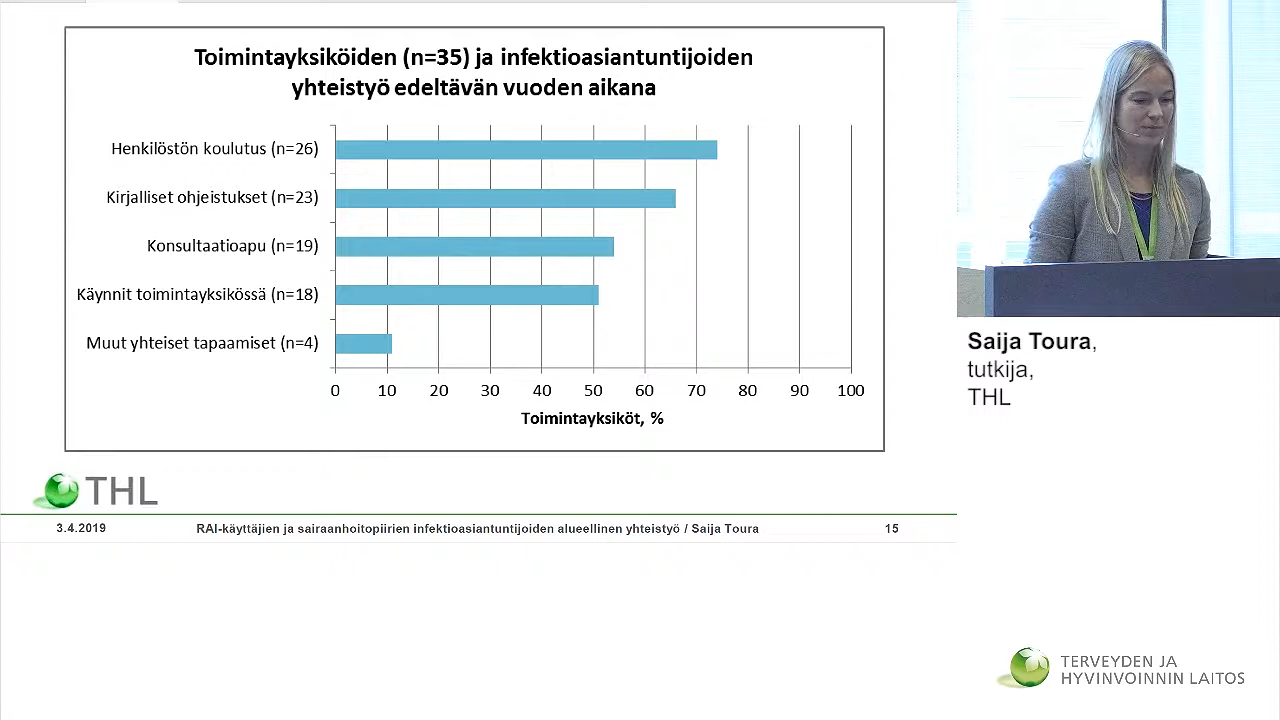 Toimintayksiköiden (n=35) ja infektioasiantuntijoiden
yhteistyö edeltävän vuoden aikana
Henkilöstön koulutus (n=26)
Kirjalliset ohjeistukset (n=23)
Konsultaatioapu (n=19)
Käynnit toimintayksikössä (n=18)
Muut yhteiset tapaamiset (n=4)
0 10 20 30 40 50 60 70 80 90 100
Toimintayksiköt, %
THL
3.4.2019 RAI-käyttäjien ja sairaanhoitopiirien infektioasiantuntijoiden alueellinen yhteistyö / Saija Toura 15
Saija Toura,
tutkija,
THL
TERVEYDEN JA
HYVINVOINNIN LAITOS